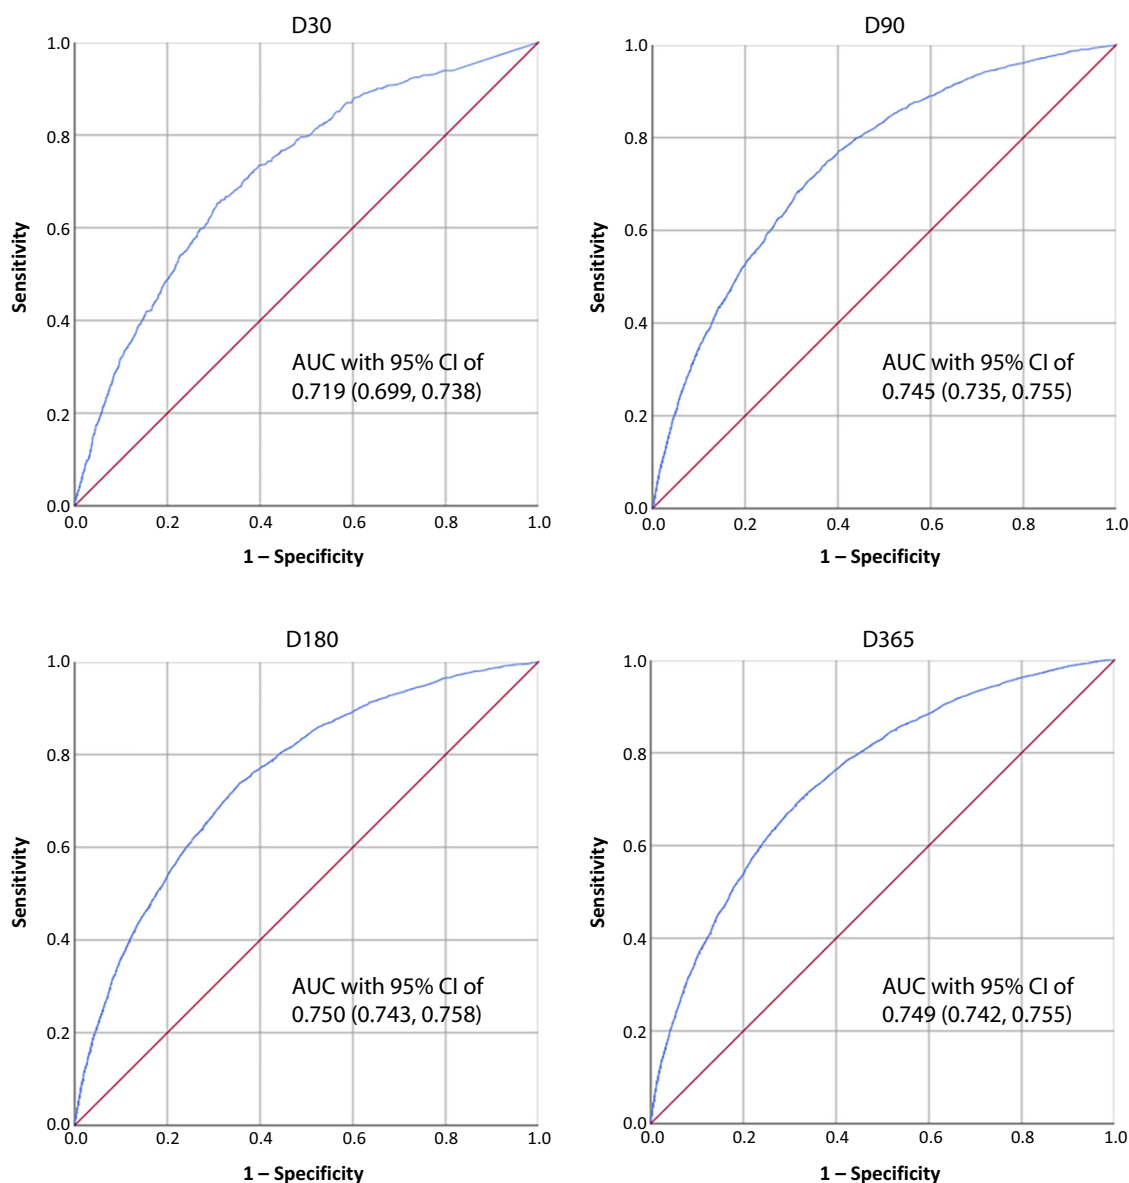 D30
1.0
0.8
0.6
0.4
0.2
0.0
Sensitivity
AUC with 95% CI of
0.719 (0.699, 0.738)
0.0 0.2 0.4 0.6 0.8 1.0
1 – Specificity
D90
1.0
0.8
0.6
0.4
0.2
0.0
Sensitivity
AUC with 95% CI of
0.745 (0.735, 0.755)
0.0 0.2 0.4 0.6 0.8 1.0
1 – Specificity
D180
1.0
0.8
0.6
0.4
0.2
0.0
Sensitivity
AUC with 95% CI of
0.750 (0.743, 0.758)
0.0 0.2 0.4 0.6 0.8 1.0
1 – Specificity
D365
1.0
0.8
0.6
0.4
0.2
0.0
Sensitivity
AUC with 95% CI of
0.749 (0.742, 0.755)
0.0 0.2 0.4 0.6 0.8 1.0
1 – Specificity